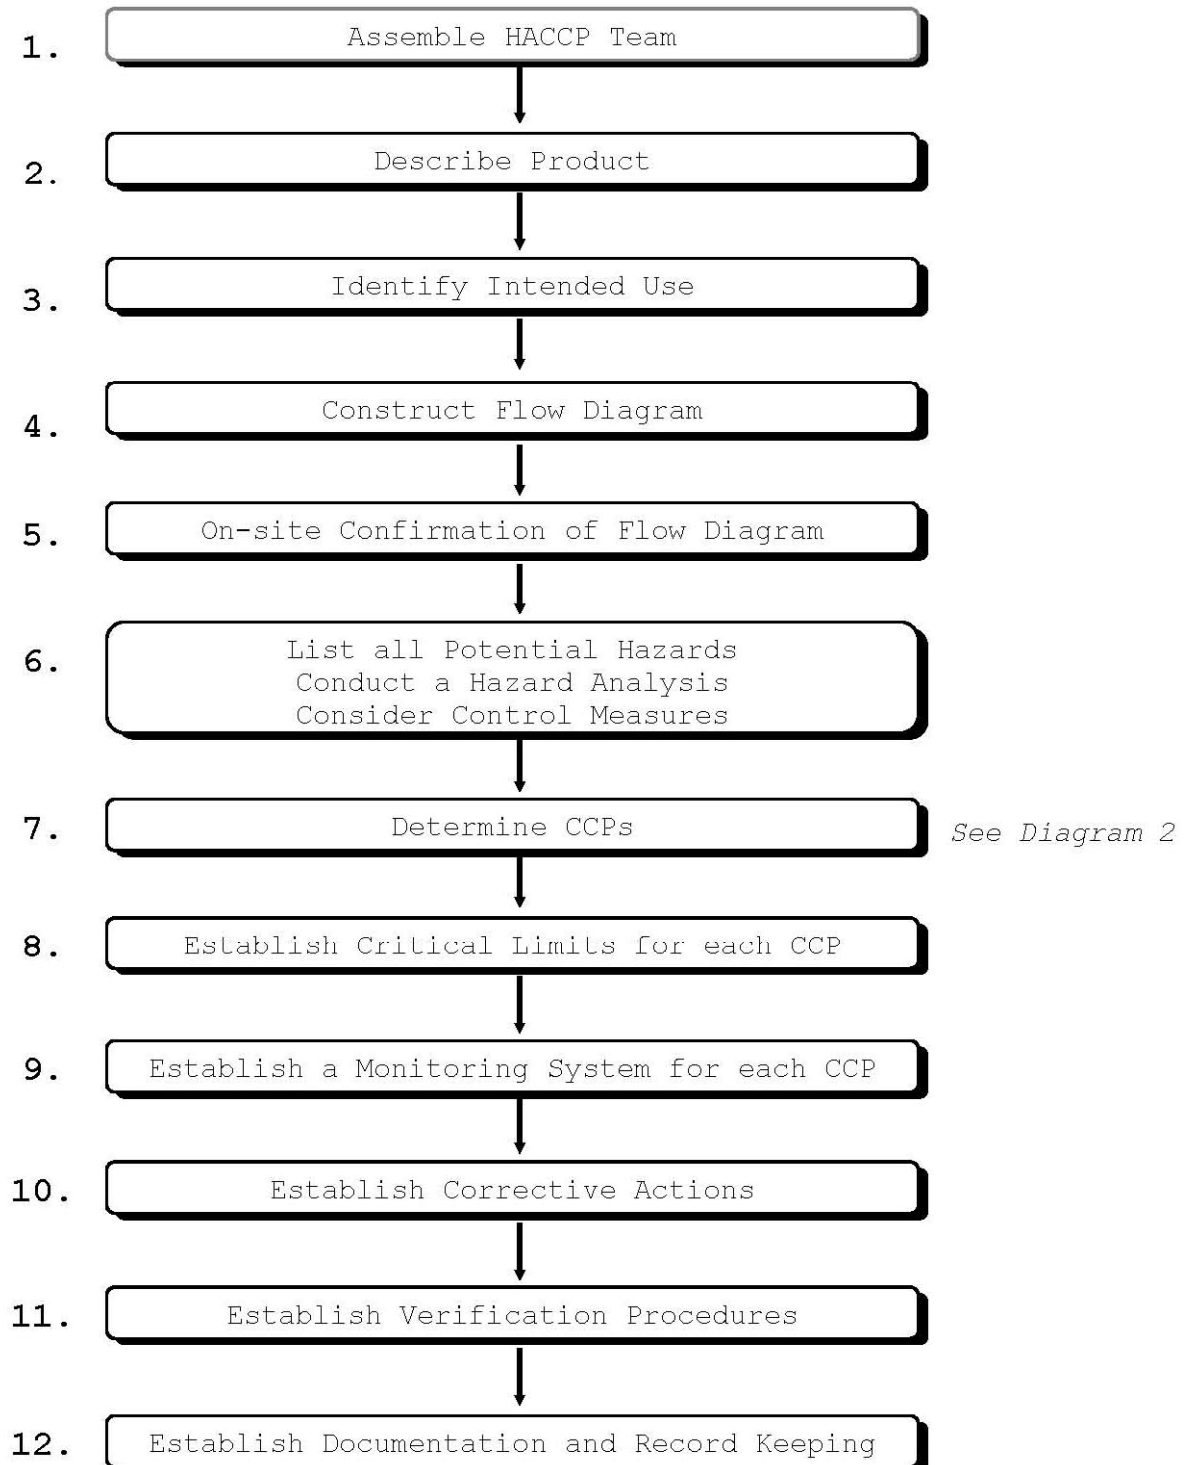 1. Assemble HACCP Team
2. Describe Product
3. Identify Intended Use
4. Construct Flow Diagram
5. On-site Confirmation of Flow Diagram
6. List all Potential Hazards
Conduct a Hazard Analysis
Consider Control Measures
7. Determine CCPs See Diagram 2
8. Establish Critical Limits for each CCP
9. Establish a Monitoring System for each CCP
10. Establish Corrective Actions
11. Establish Verification Procedures
12. Establish Documentation and Record Keeping